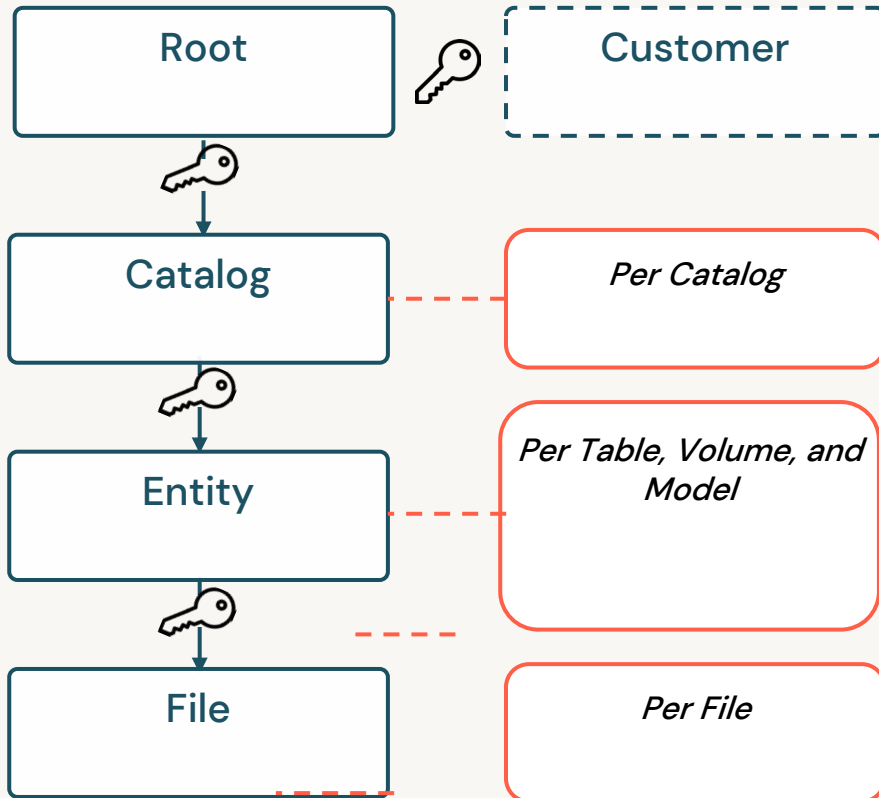 Root
Customer
Catalog
Per Catalog
Entity
Per Table, Volume, and
Model
File
Per File